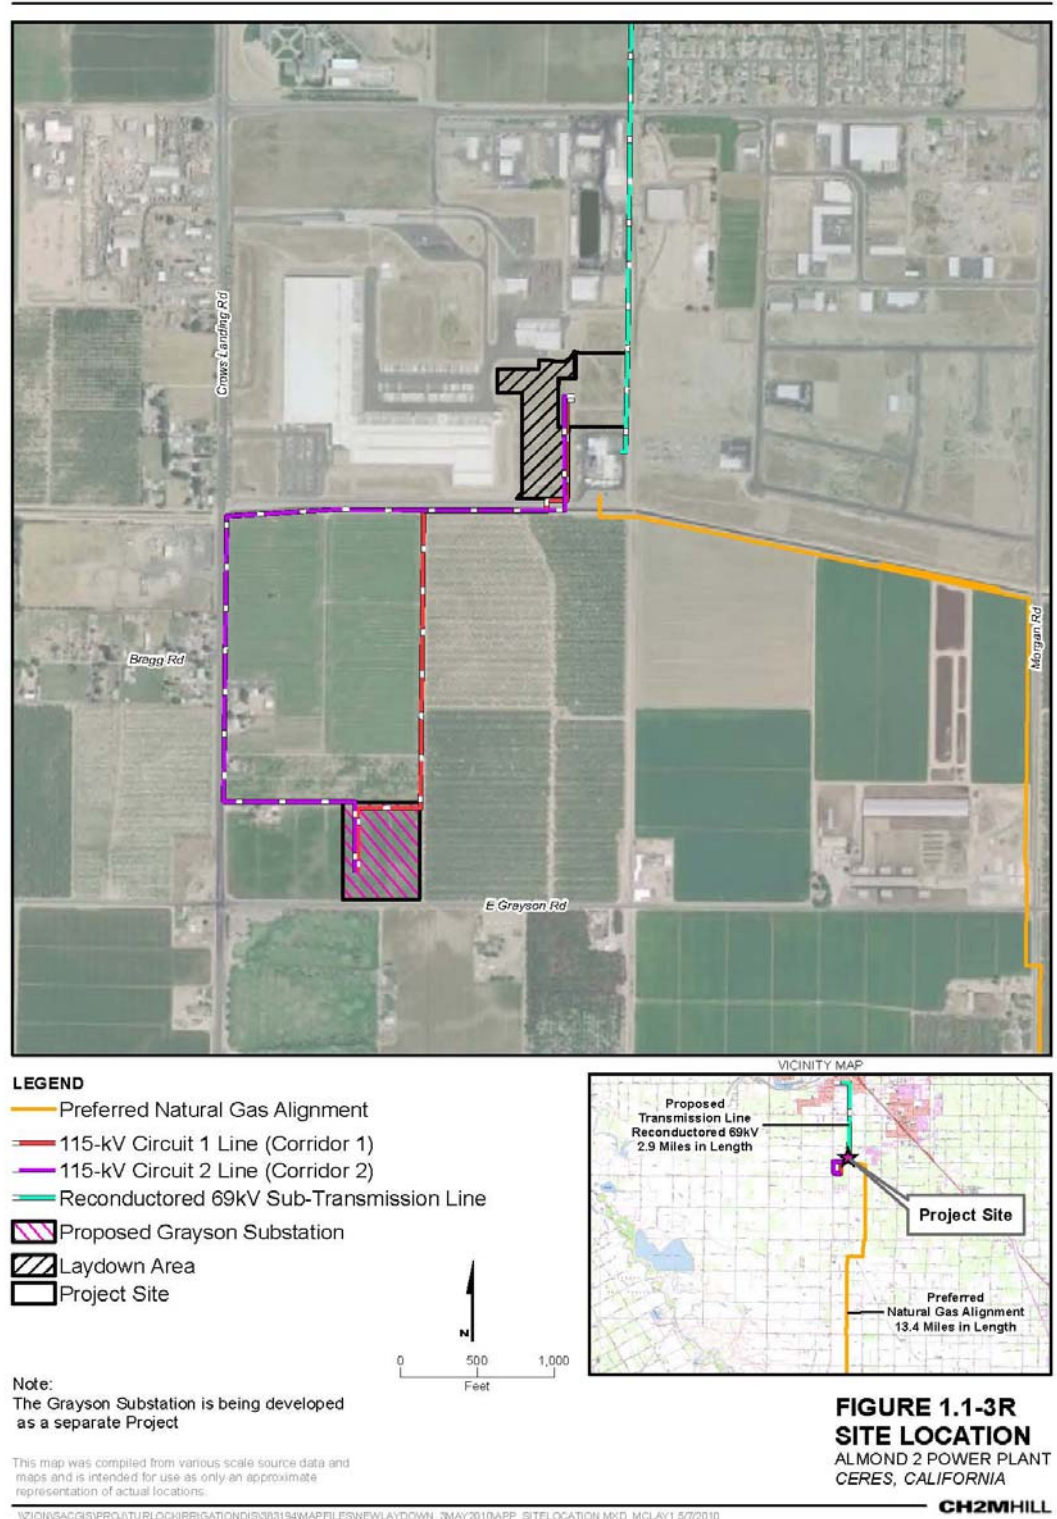 Crows Landing Rd
Bragg Rd
Morgan Rd
E Grayson Rd
LEGEND
Preferred Natural Gas Alignment
115-kV Circuit 1 Line (Corridor 1)
115-kV Circuit 2 Line (Corridor 2)
Reconductored 69kV Sub-Transmission Line
Proposed Grayson Substation
Laydown Area
Project Site
N
0 500 1,000
Feet
Note:
The Grayson Substation is being developed
as a separate Project
This map was compiled from various scale source data and
maps and is intended for use as only an approximate
representation of actual locations.
VICINITY MAP
Proposed
Transmission Line
Reconductored 69kV
2.9 Miles in Length
Project Site
Preferred
Natural Gas Alignment
13.4 Miles in Length
FIGURE 1.1-3R
SITE LOCATION
ALMOND 2 POWER PLANT
CERES, CALIFORNIA
CH2MHILL